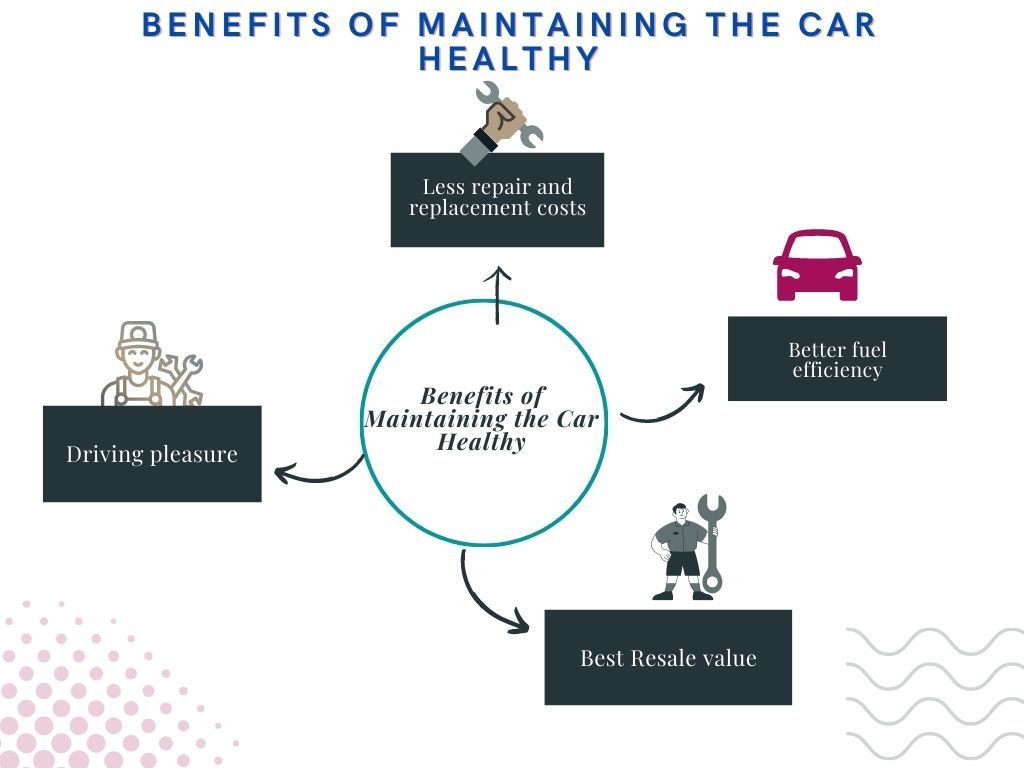 BENEFITS OF MAINTAINING THE CAR
HEALTHY
Less repair and
replacement costs
Better fuel
efficiency
Benefits of
Maintaining the Car
Healthy
Driving pleasure
Best Resale value